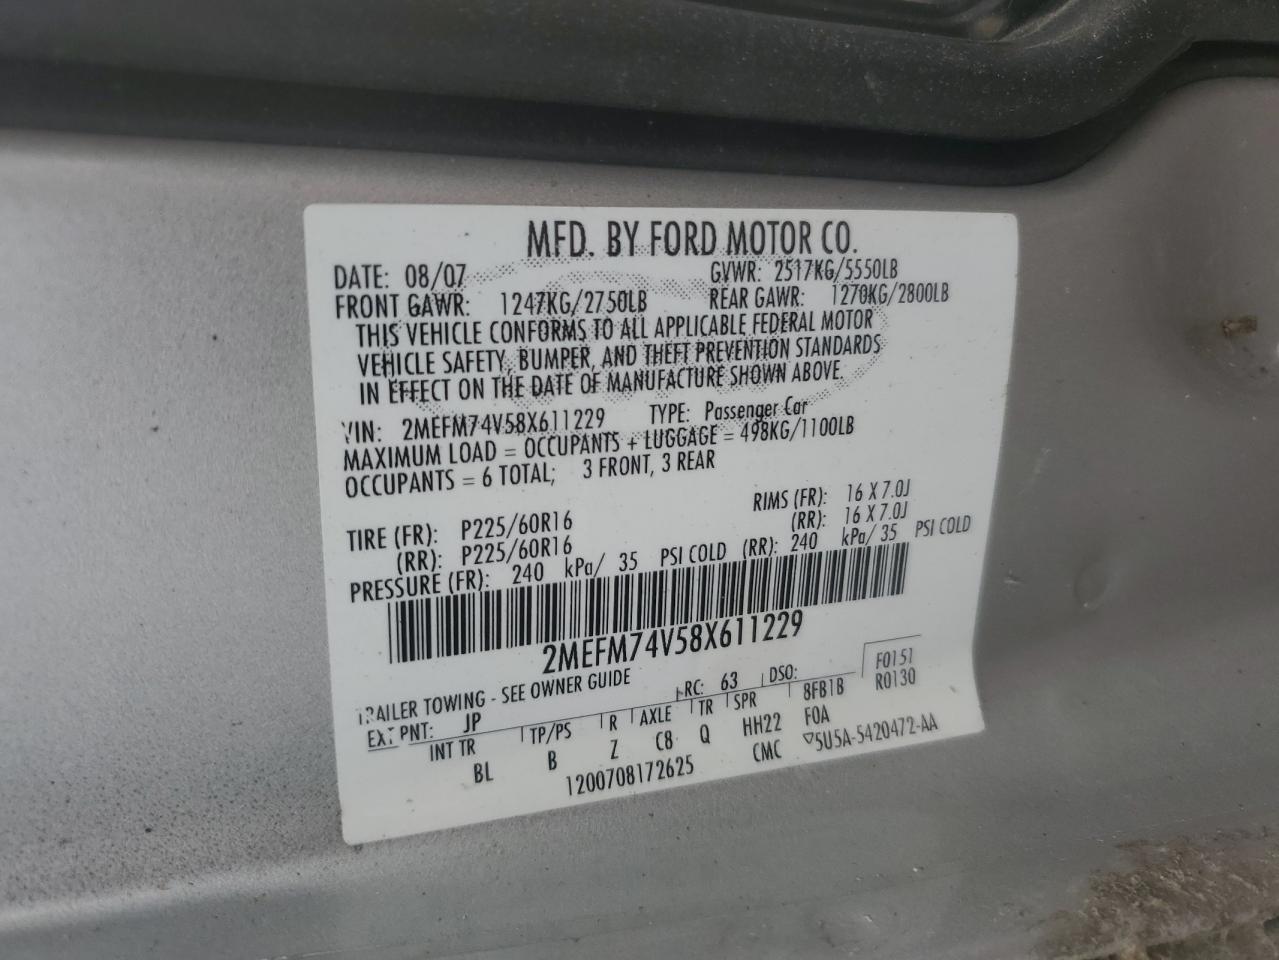 MFD. BY FORD MOTOR CO.
DATE: 08/07 GVWR: 2517KG/5550LB
FRONT GAWR: 1247KG/2750LB REAR GAWR: 1270KG/2800LB
THIS VEHICLE CONFORMS TO ALL APPLICABLE FEDERAL MOTOR
VEHICLE SAFETY, BUMPER, AND THEFT PREVENTION STANDARDS
IN EFFECT ON THE DATE OF MANUFACTURE SHOWN ABOVE.
VIN: 2MEFM74V58X611229 TYPE: Passenger Car
MAXIMUM LOAD = OCCUPANTS + LUGGAGE = 498KG/1100LB
OCCUPANTS = 6 TOTAL; 3 FRONT, 3 REAR
TIRE (FR): P225/60R16 RIMS (FR): 16 X 7.0J
(RR): P225/60R16 (RR): 16 X 7.0J
PRESSURE (FR): 240 kPa/ 35 PSI COLD (RR): 240 kPa/ 35 PSI COLD
2MEFM74V58X611229
TRAILER TOWING - SEE OWNER GUIDE
EXT PNT: JP RC: 63 DSO: F0151
INT TR TP/PS R AXLE TR SPR 8FB1B R0130
BL B Z C8 Q HH22 FOA
1200708172625 CMC ▽5U5A-5420472-AA